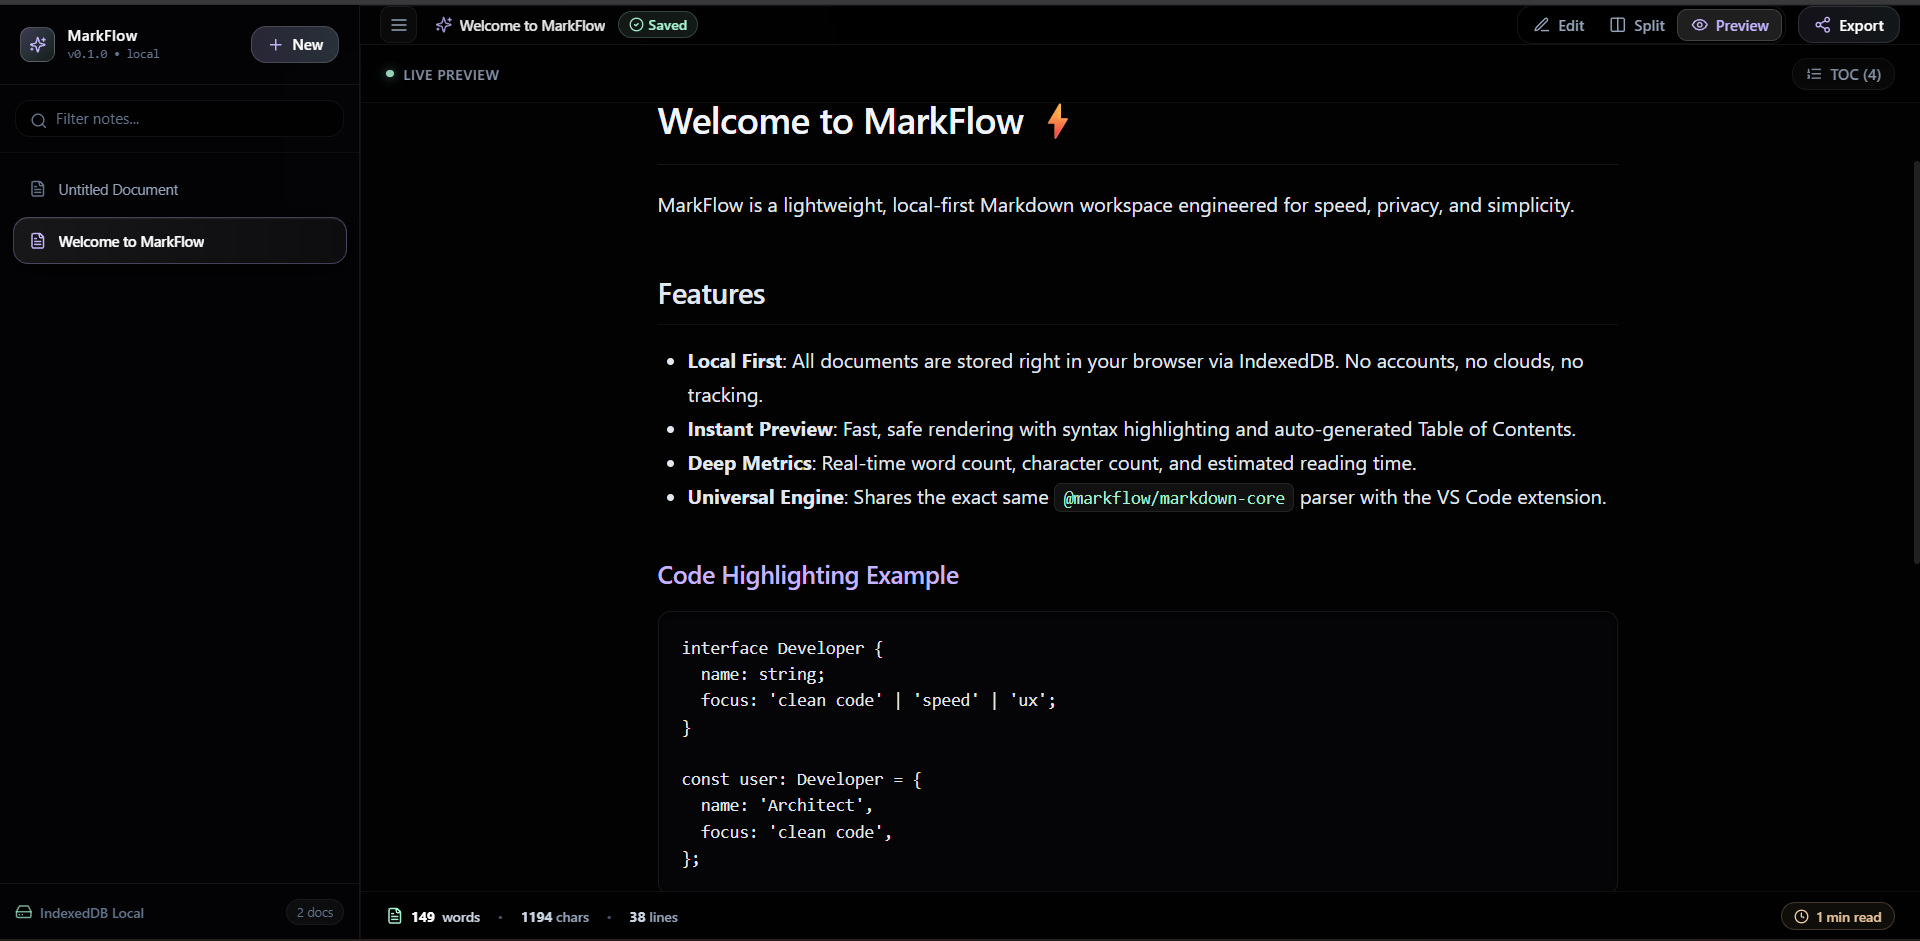 MarkFlow
v0.1.0 • local
+ New
Filter notes...
Untitled Document
Welcome to MarkFlow
IndexedDB Local
2 docs
Welcome to MarkFlow
Saved
Edit
Split
Preview
Export
LIVE PREVIEW
TOC (4)
Welcome to MarkFlow ⚡
MarkFlow is a lightweight, local-first Markdown workspace engineered for speed, privacy, and simplicity.
Features
• Local First: All documents are stored right in your browser via IndexedDB. No accounts, no clouds, no
tracking.
• Instant Preview: Fast, safe rendering with syntax highlighting and auto-generated Table of Contents.
• Deep Metrics: Real-time word count, character count, and estimated reading time.
• Universal Engine: Shares the exact same @markflow/markdown-core parser with the VS Code extension.
Code Highlighting Example
interface Developer {
  name: string;
  focus: 'clean code' | 'speed' | 'ux';
}
const user: Developer = {
  name: 'Architect',
  focus: 'clean code',
};
149 words • 1194 chars • 38 lines
1 min read